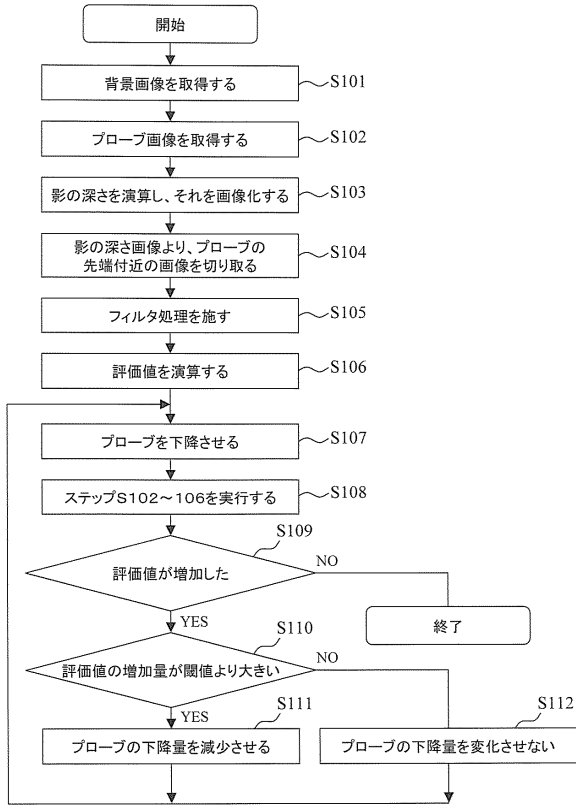 開始
背景画像を取得する
S101
プローブ画像を取得する
S102
影の深さを演算し、それを画像化する
S103
影の深さ画像より、プローブの
先端付近の画像を切り取る
S104
フィルタ処理を施す
S105
評価値を演算する
S106
プローブを下降させる
S107
ステップS102～106を実行する
S108
S109
評価値が増加した
NO
YES
終了
S110
評価値の増加量が閾値より大きい
NO
YES
S111
プローブの下降量を減少させる
S112
プローブの下降量を変化させない